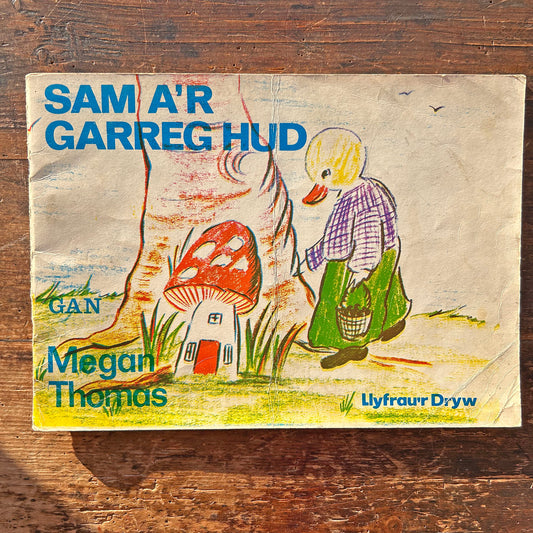 SAM A'R
GARREG HUD
GAN
Megan
Thomas
Llyfrau'r Dryw